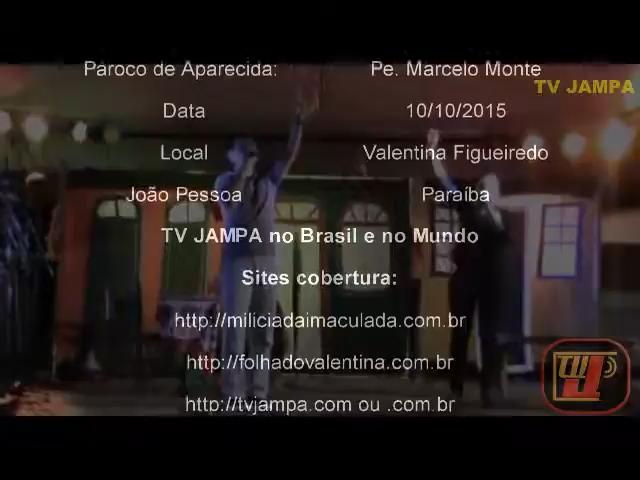 Paroco de Aparecida: Pe. Marcelo Monte
TV JAMPA
Data 10/10/2015
Local Valentina Figueiredo
João Pessoa Paraíba
TV JAMPA no Brasil e no Mundo
Sites cobertura:
http://miliciadaimaculada.com.br
http://folhadovalentina.com.br
http://tvjampa.com ou .com.br
TVJ